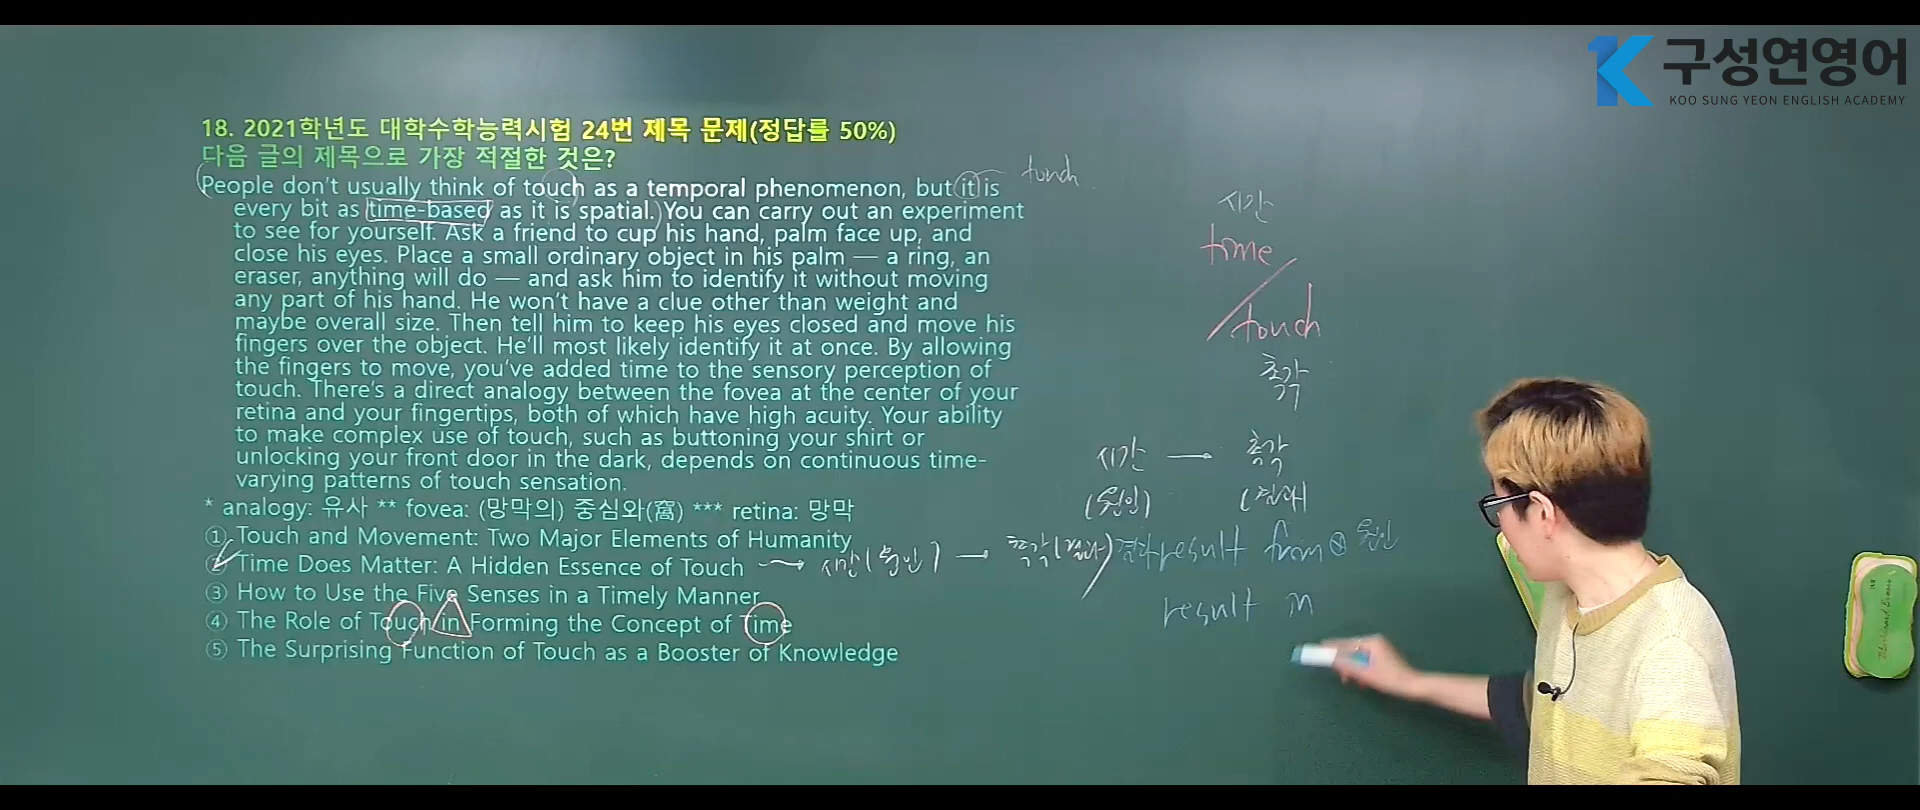 구성연영어
KOO SUNG YEON ENGLISH ACADEMY
18. 2021학년도 대학수학능력시험 24번 제목 문제(정답률 50%)
다음 글의 제목으로 가장 적절한 것은?
People don't usually think of touch as a temporal phenomenon, but it is
every bit as time-based as it is spatial. You can carry out an experiment
to see for yourself. Ask a friend to cup his hand, palm face up, and
close his eyes. Place a small ordinary object in his palm — a ring, an
eraser, anything will do — and ask him to identify it without moving
any part of his hand. He won't have a clue other than weight and
maybe overall size. Then tell him to keep his eyes closed and move his
fingers over the object. He'll most likely identify it at once. By allowing
the fingers to move, you've added time to the sensory perception of
touch. There's a direct analogy between the fovea at the center of your
retina and your fingertips, both of which have high acuity. Your ability
to make complex use of touch, such as buttoning your shirt or
unlocking your front door in the dark, depends on continuous time-
varying patterns of touch sensation.
* analogy: 유사 ** fovea: (망막의) 중심와(窩) *** retina: 망막
① Touch and Movement: Two Major Elements of Humanity
② Time Does Matter: A Hidden Essence of Touch
③ How to Use the Five Senses in a Timely Manner
④ The Role of Touch in Forming the Concept of Time
⑤ The Surprising Function of Touch as a Booster of Knowledge
touch
시간
time
touch
촉각
시간 → 촉각
(원인) (결과)
→ 시간(원인) → 촉각(결과)
결과 result from 원인
result in